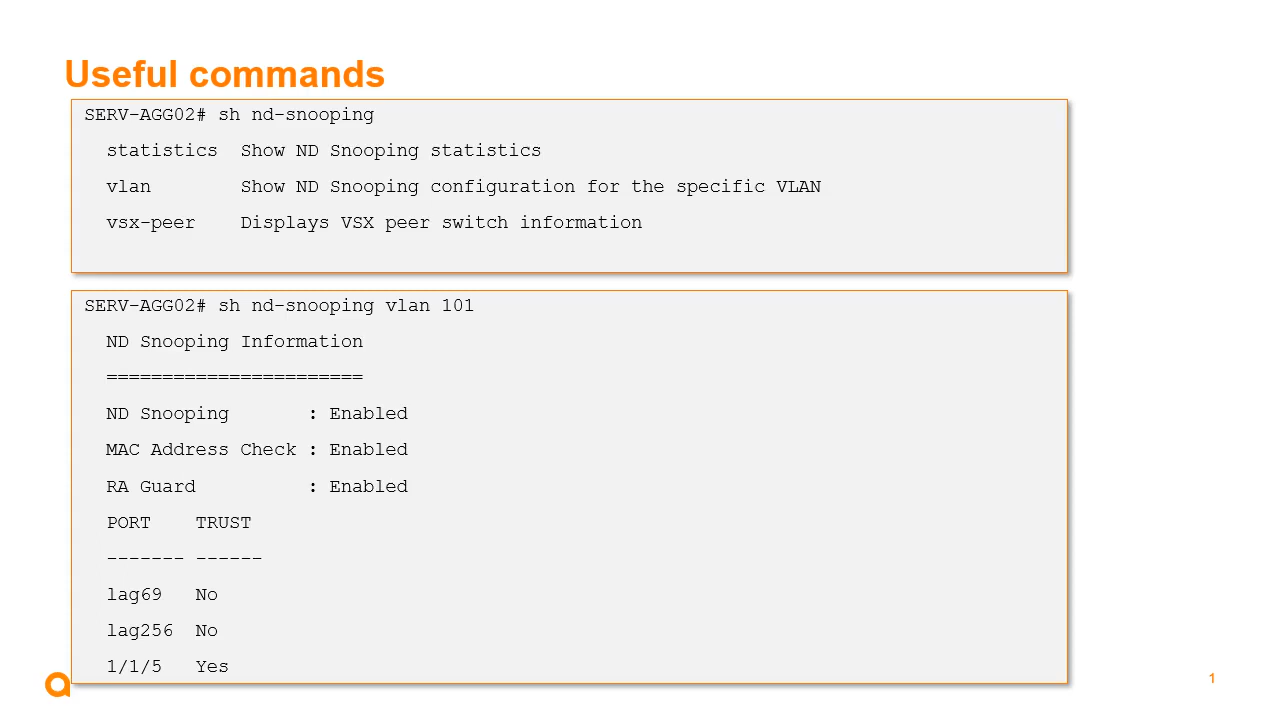 Useful commands
SERV-AGG02# sh nd-snooping
  statistics  Show ND Snooping statistics
  vlan        Show ND Snooping configuration for the specific VLAN
  vsx-peer    Displays VSX peer switch information
SERV-AGG02# sh nd-snooping vlan 101
  ND Snooping Information
  =======================
  ND Snooping       : Enabled
  MAC Address Check : Enabled
  RA Guard          : Enabled
  PORT    TRUST
  ------- ------
  lag69   No
  lag256  No
  1/1/5   Yes
1